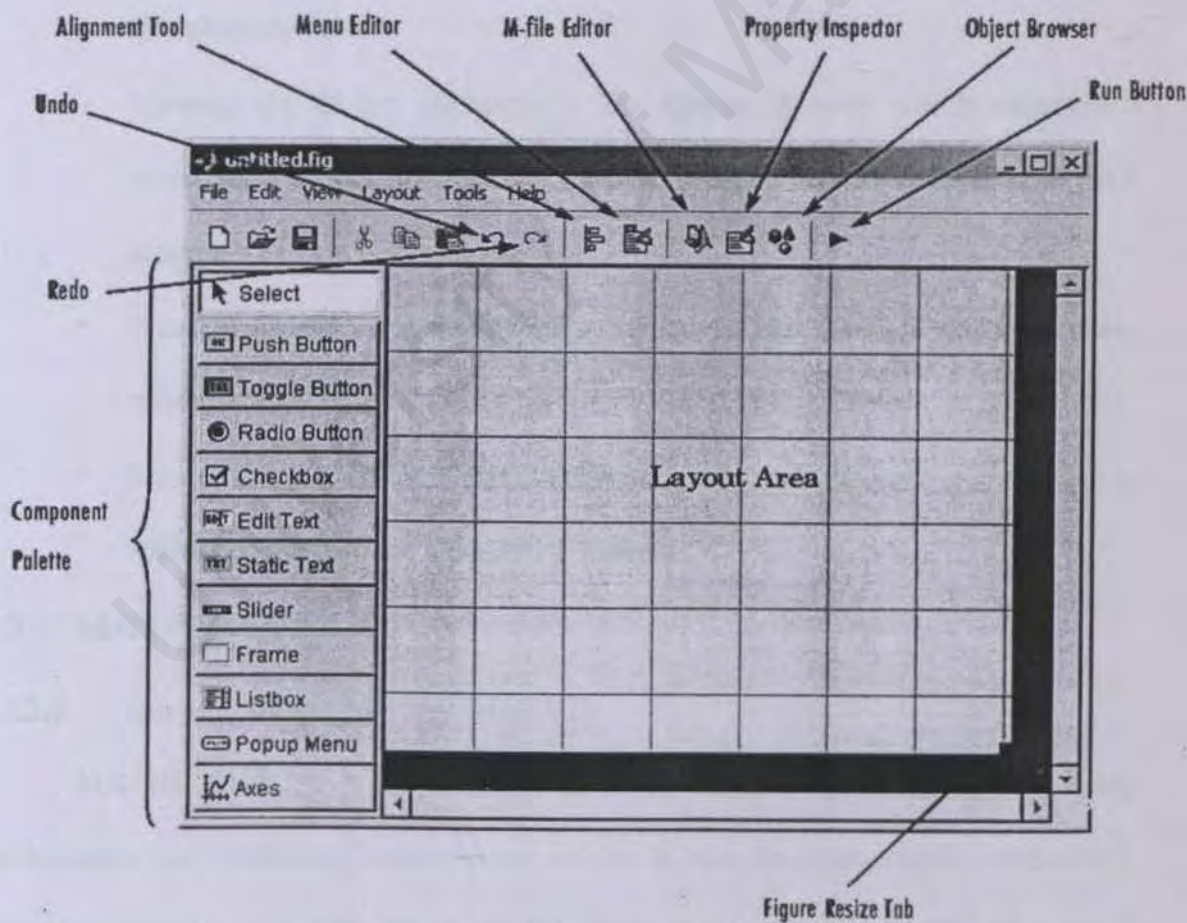 Alignment Tool Menu Editor M-file Editor Property Inspector Object Browser
Undo Run Button
untitled.fig
File Edit View Layout Tools Help
Redo
Select
Push Button
Toggle Button
Radio Button
Checkbox
Edit Text
Static Text
Slider
Frame
Listbox
Popup Menu
Axes
Component
Palette
Layout Area
Figure Resize Tab